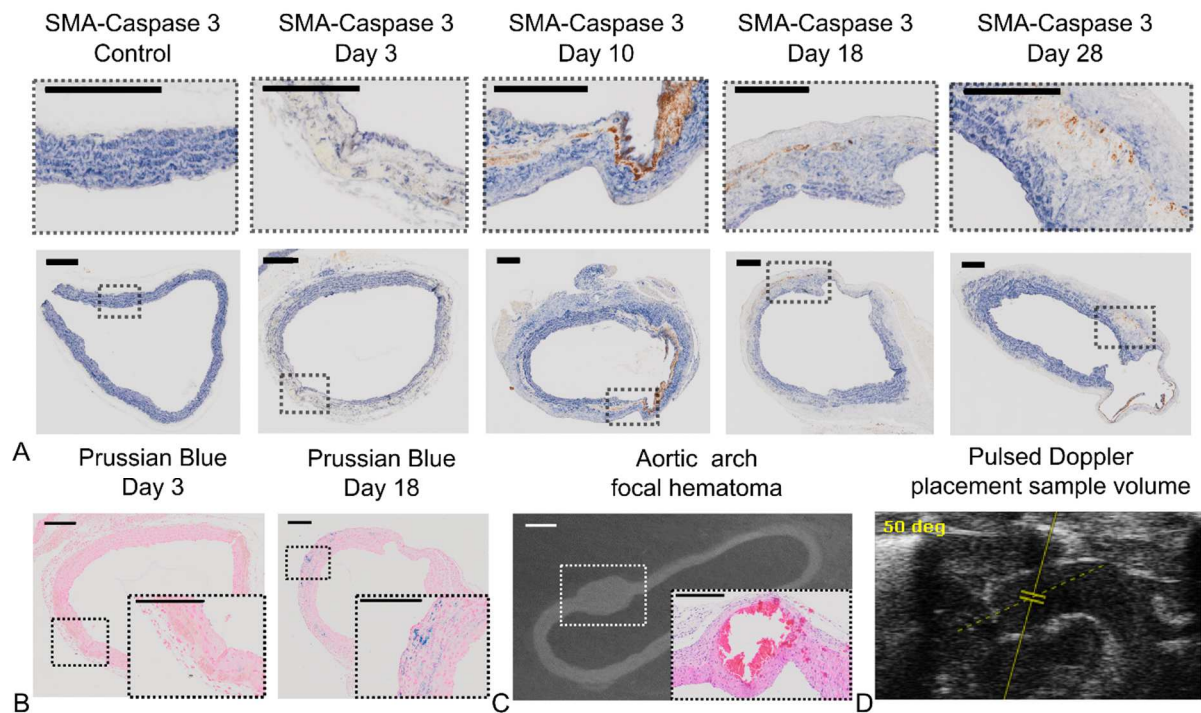 SMA-Caspase 3
Control
SMA-Caspase 3
Day 3
SMA-Caspase 3
Day 10
SMA-Caspase 3
Day 18
SMA-Caspase 3
Day 28
A
Prussian Blue
Day 3
Prussian Blue
Day 18
Aortic arch
focal hematoma
Pulsed Doppler
placement sample volume
50 deg
B
C
D